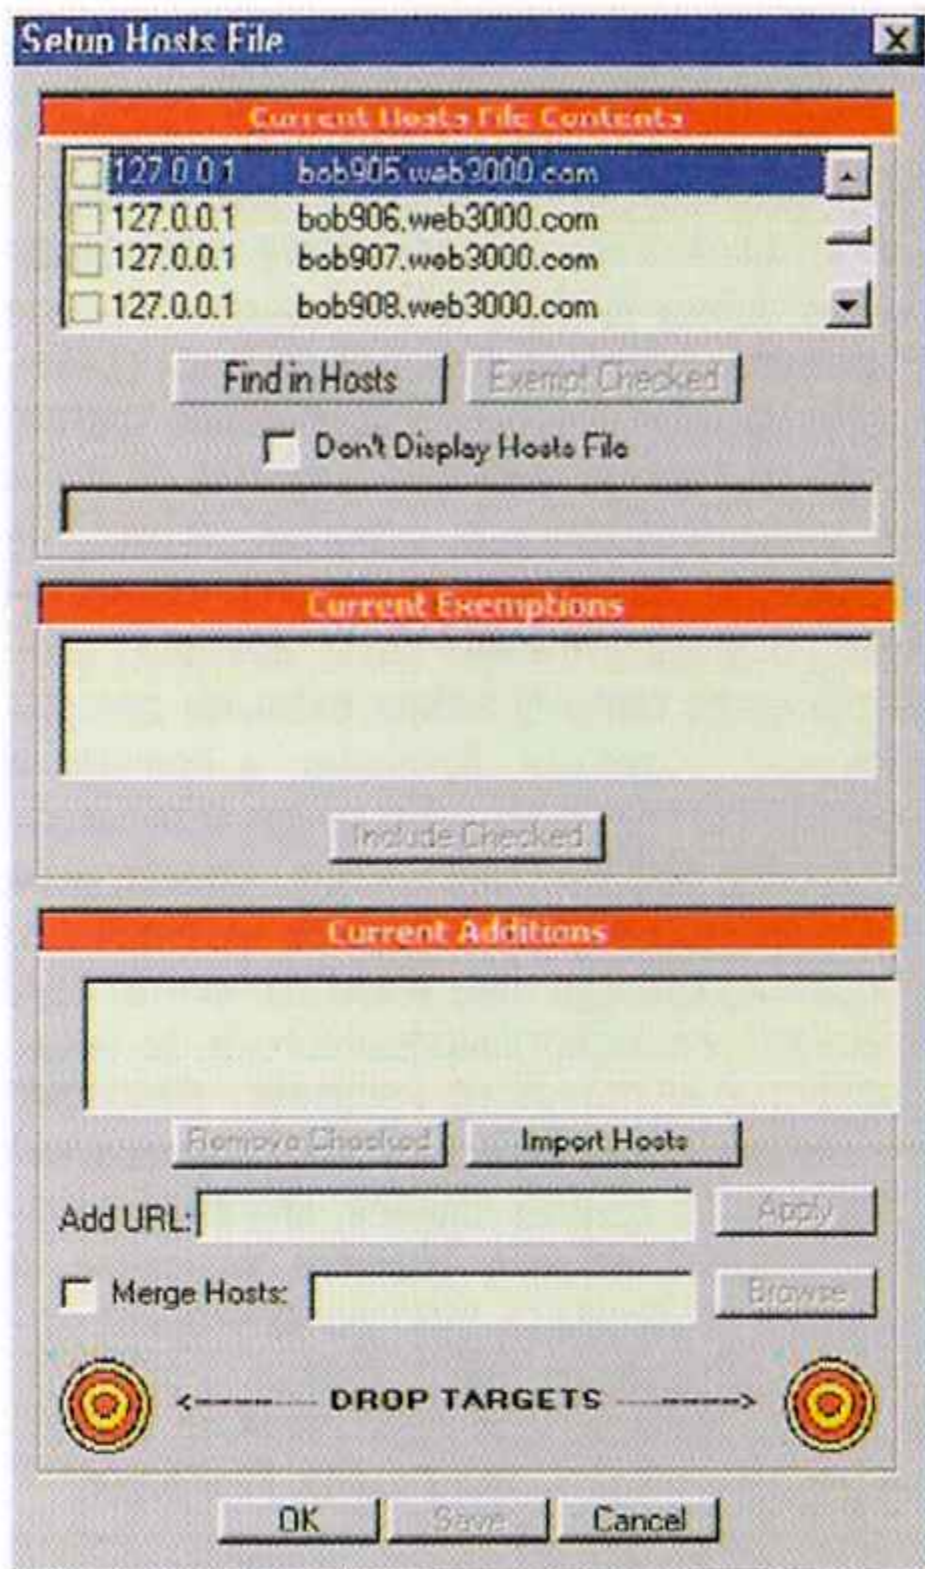 Setup Hosts File
Current Hosts File Contents
127.0.0.1 bob905.web3000.com
127.0.0.1 bob906.web3000.com
127.0.0.1 bob907.web3000.com
127.0.0.1 bob908.web3000.com
Find in Hosts Exempt Checked
Don't Display Hosts File
Current Exemptions
Include Checked
Current Additions
Remove Checked Import Hosts
Add URL: Apply
Merge Hosts: Browse
<-------- DROP TARGETS -------->
OK Save Cancel